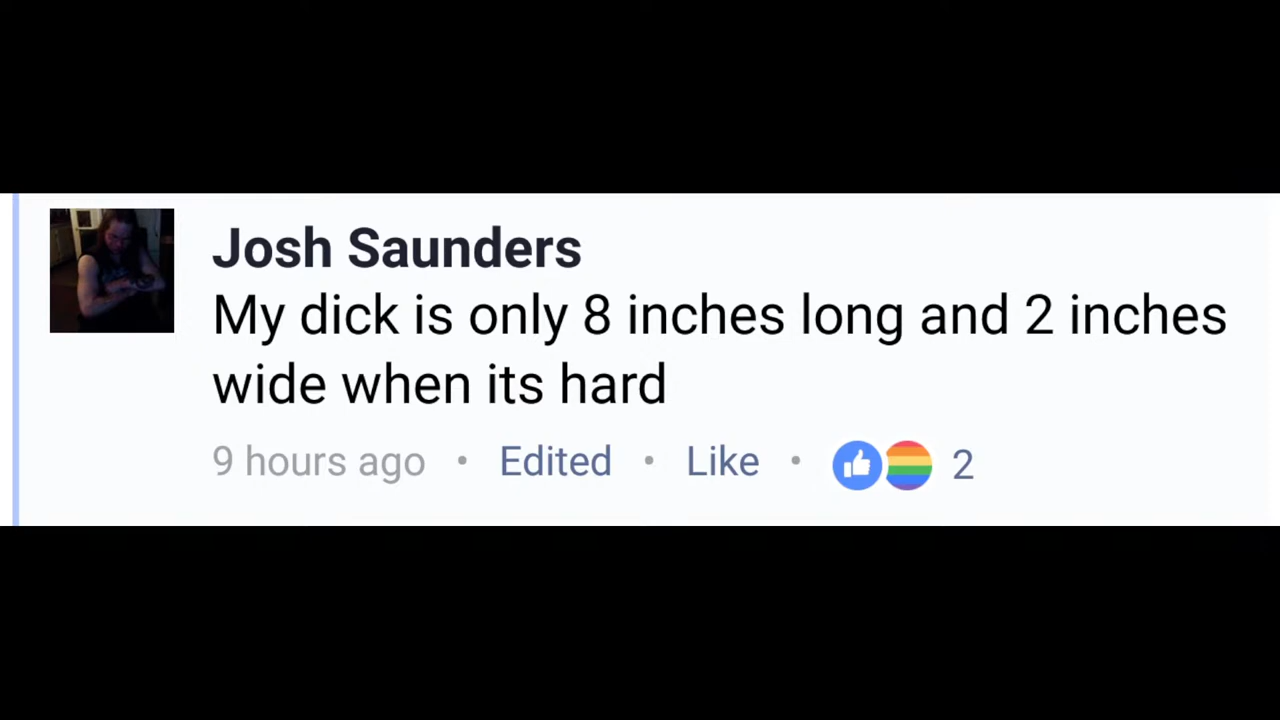 Josh Saunders
My dick is only 8 inches long and 2 inches
wide when its hard
9 hours ago • Edited • Like • 2